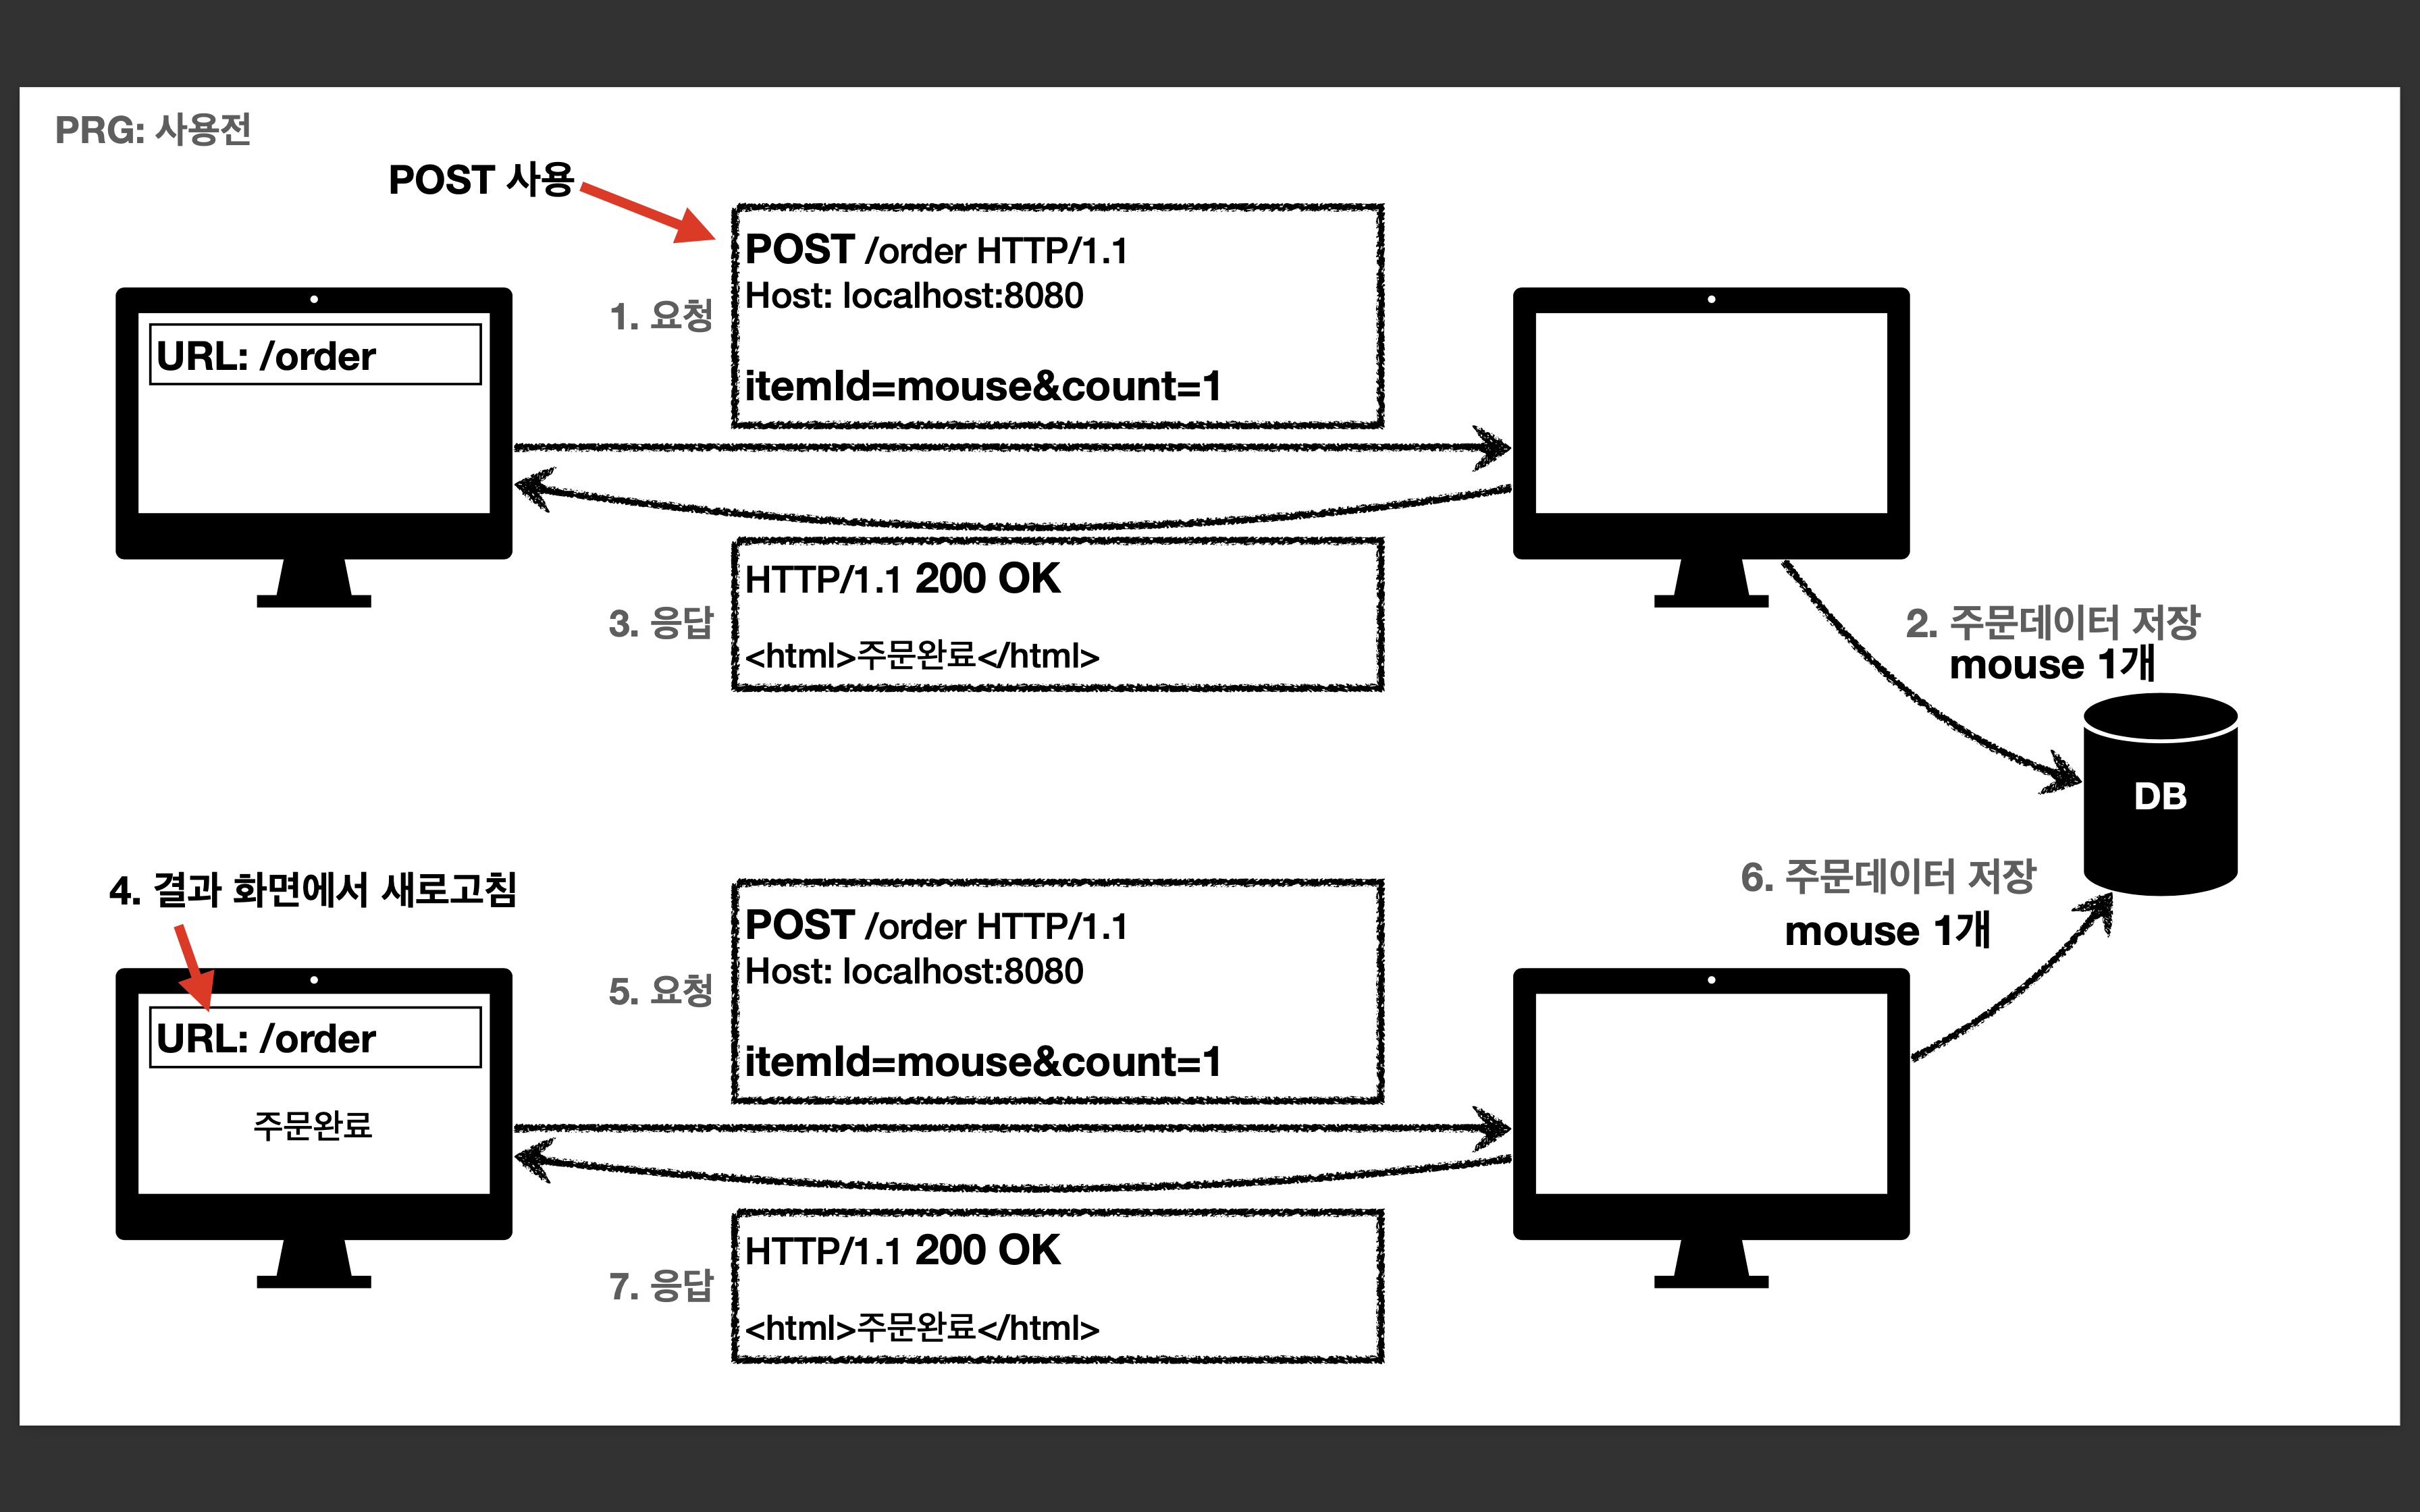 PRG: 사용전
POST 사용
1. 요청
POST /order HTTP/1.1
Host: localhost:8080
itemId=mouse&count=1
URL: /order
3. 응답
HTTP/1.1 200 OK
<html>주문완료</html>
2. 주문데이터 저장
mouse 1개
DB
4. 결과 화면에서 새로고침
URL: /order
주문완료
5. 요청
POST /order HTTP/1.1
Host: localhost:8080
itemId=mouse&count=1
6. 주문데이터 저장
mouse 1개
7. 응답
HTTP/1.1 200 OK
<html>주문완료</html>